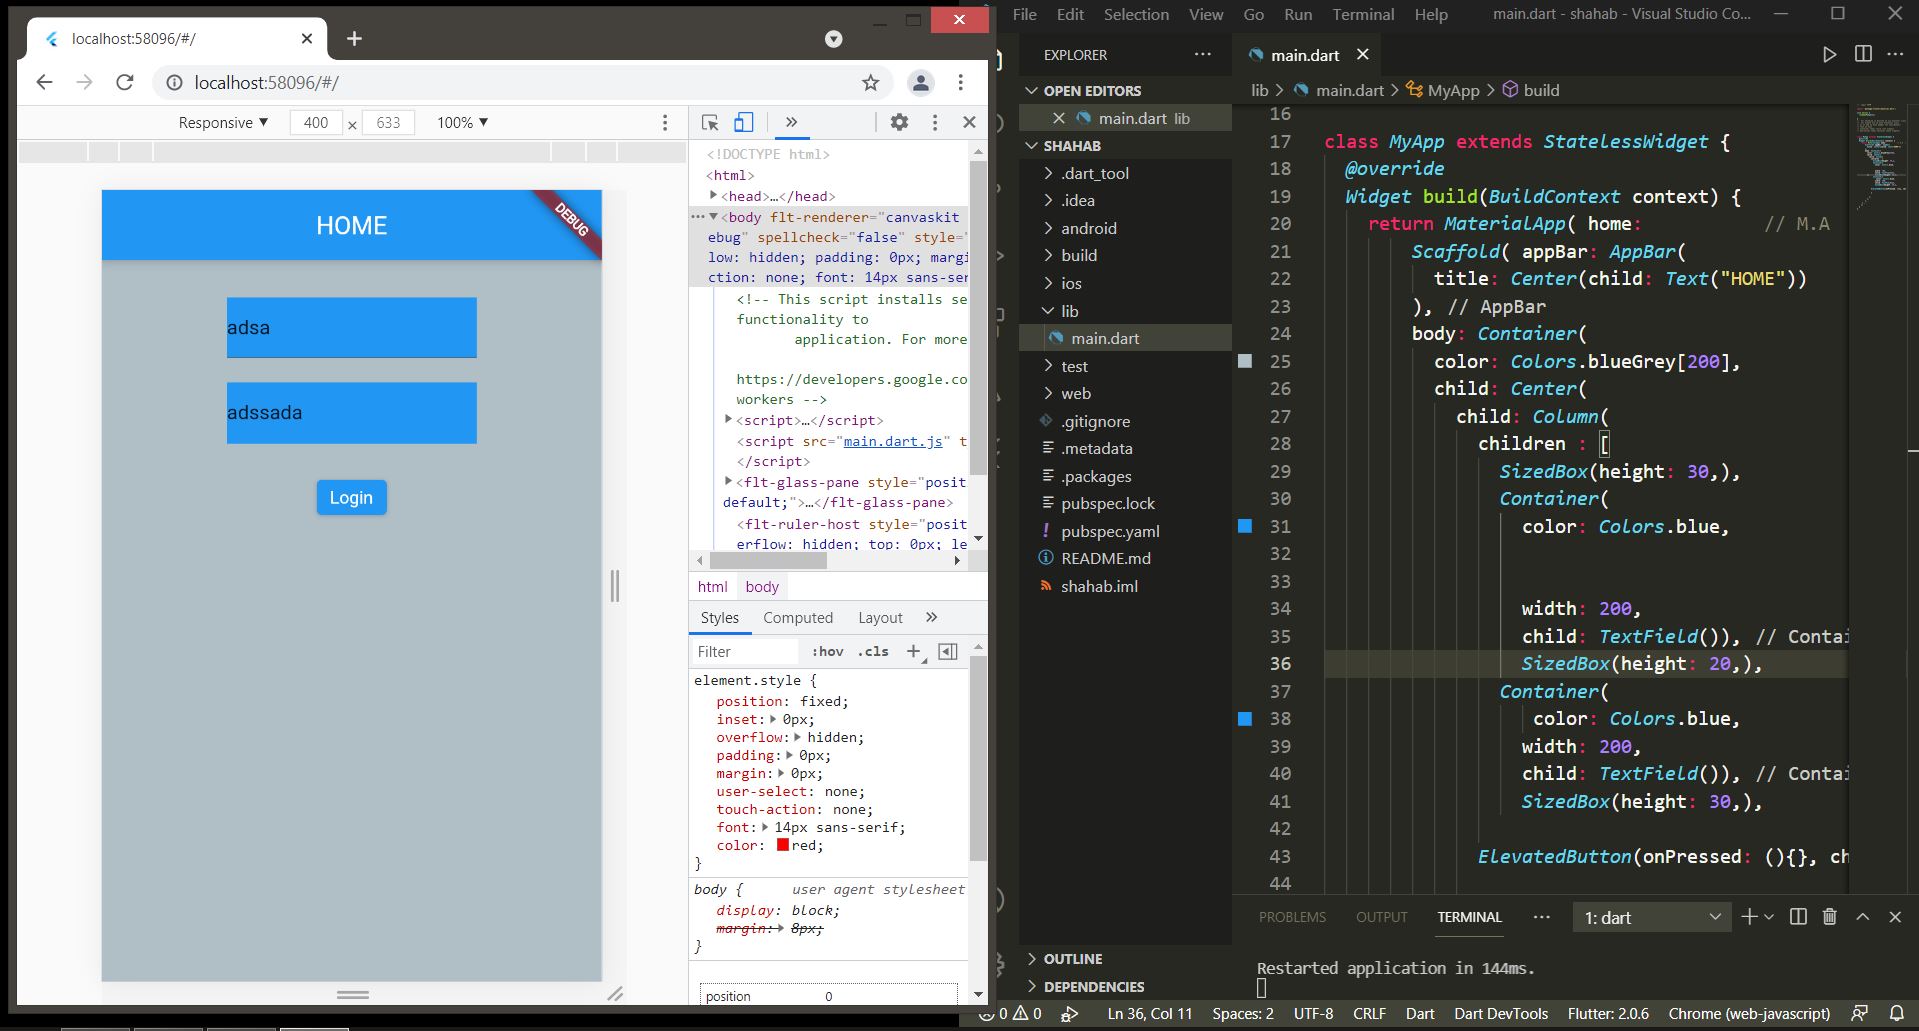 localhost:58096/#/
localhost:58096/#/
Responsive ▼ 400 × 633 100% ▼
HOME
DEBUG
adsa
adssada
Login
<!DOCTYPE html>
<html>
<head>…</head>
<body flt-renderer="canvaskit
ebug" spellcheck="false" style="
low: hidden; padding: 0px; margi
ction: none; font: 14px sans-ser
<!-- This script installs se
functionality to
application. For more
https://developers.google.co
workers -->
<script>…</script>
<script src="main.dart.js" t
</script>
<flt-glass-pane style="posit
default;">…</flt-glass-pane>
<flt-ruler-host style="posit
erflow: hidden; top: 0px; le
html body
Styles Computed Layout »
Filter :hov .cls +
element.style {
position: fixed;
inset: 0px;
overflow: hidden;
padding: 0px;
margin: 0px;
user-select: none;
touch-action: none;
font: 14px sans-serif;
color: red;
}
body { user agent stylesheet
display: block;
margin: 8px;
}
position 0
File Edit Selection View Go Run Terminal Help main.dart - shahab - Visual Studio Co...
EXPLORER
OPEN EDITORS
main.dart lib
SHAHAB
.dart_tool
.idea
android
build
ios
lib
main.dart
test
web
.gitignore
.metadata
.packages
pubspec.lock
pubspec.yaml
README.md
shahab.iml
OUTLINE
DEPENDENCIES
main.dart
lib > main.dart > MyApp > build
16
17 class MyApp extends StatelessWidget {
18 @override
19 Widget build(BuildContext context) {
20 return MaterialApp( home: // M.A
21 Scaffold( appBar: AppBar(
22 title: Center(child: Text("HOME"))
23 ), // AppBar
24 body: Container(
25 color: Colors.blueGrey[200],
26 child: Center(
27 child: Column(
28 children : [
29 SizedBox(height: 30,),
30 Container(
31 color: Colors.blue,
32
33
34 width: 200,
35 child: TextField()), // Contai
36 SizedBox(height: 20,),
37 Container(
38 color: Colors.blue,
39 width: 200,
40 child: TextField()), // Contai
41 SizedBox(height: 30,),
42
43 ElevatedButton(onPressed: (){}, ch
44
PROBLEMS OUTPUT TERMINAL ··· 1: dart
Restarted application in 144ms.
0 0 Ln 36, Col 11 Spaces: 2 UTF-8 CRLF Dart Dart DevTools Flutter: 2.0.6 Chrome (web-javascript)